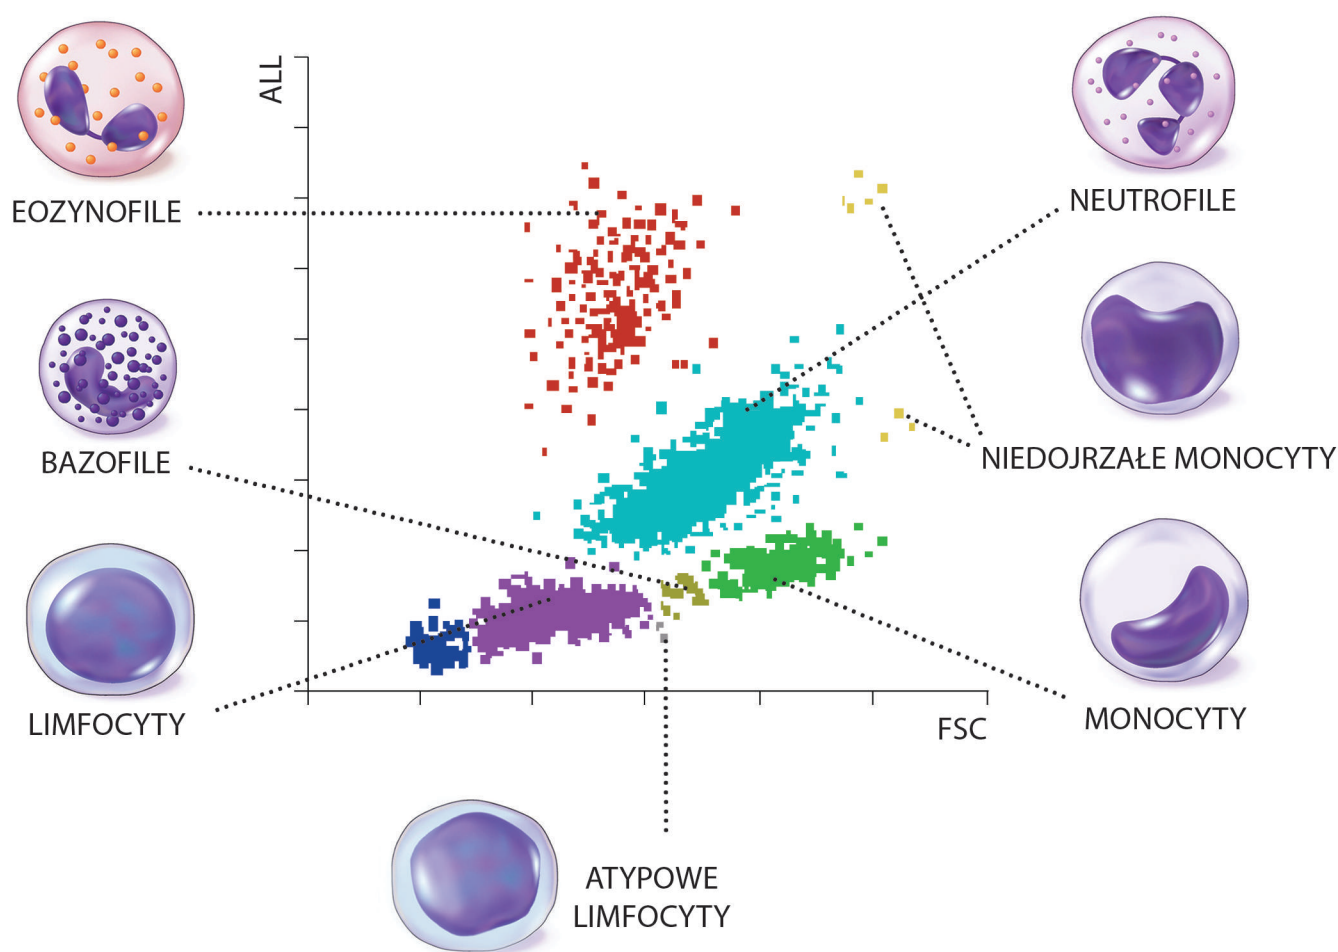 ALL
EOZYNOFILE
NEUTROFILE
BAZOFILE
NIEDOJRZAŁE MONOCYTY
LIMFOCYTY
MONOCYTY
FSC
ATYPOWE
LIMFOCYTY